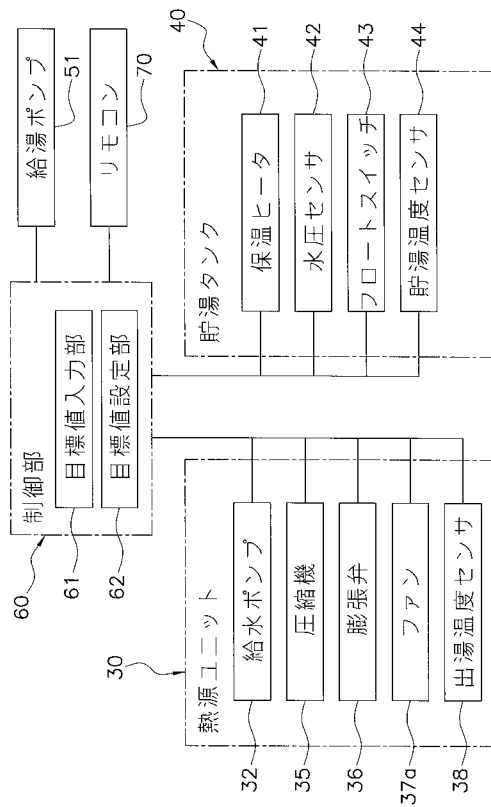 60
制御部
61
目標値入力部
62
目標値設定部
給湯ポンプ
51
リモコン
70
30
熱源ユニット
32
給水ポンプ
35
圧縮機
36
膨張弁
37a
ファン
38
出湯温度センサ
40
貯湯タンク
保温ヒータ
41
水圧センサ
42
フロートスイッチ
43
貯湯温度センサ
44